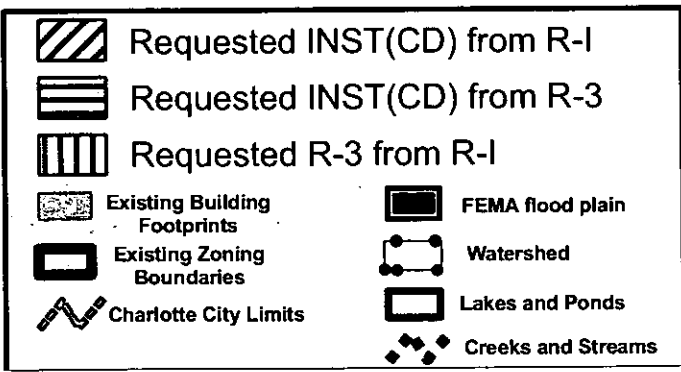 Requested INST(CD) from R-I
Requested INST(CD) from R-3
Requested R-3 from R-I
Existing Building
Footprints
Existing Zoning
Boundaries
Charlotte City Limits
FEMA flood plain
Watershed
Lakes and Ponds
Creeks and Streams